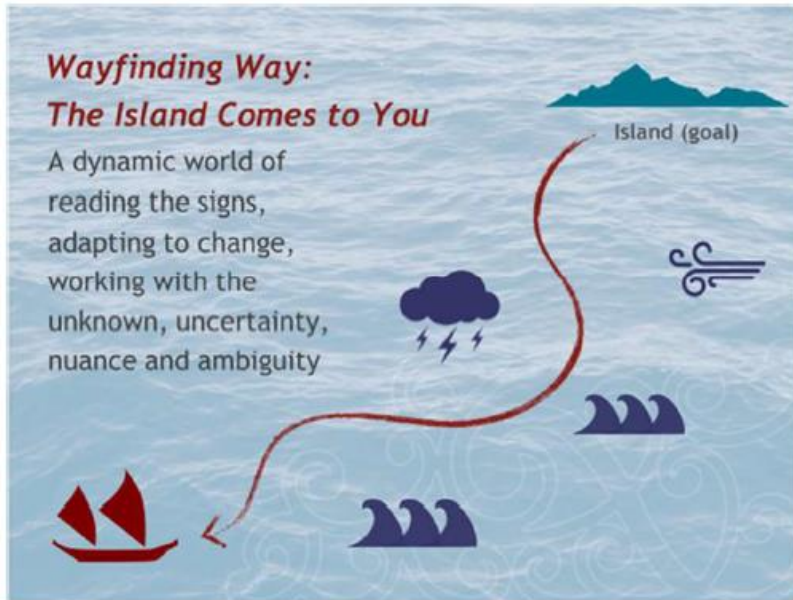 Wayfinding Way:
The Island Comes to You
A dynamic world of
reading the signs,
adapting to change,
working with the
unknown, uncertainty,
nuance and ambiguity
Island (goal)